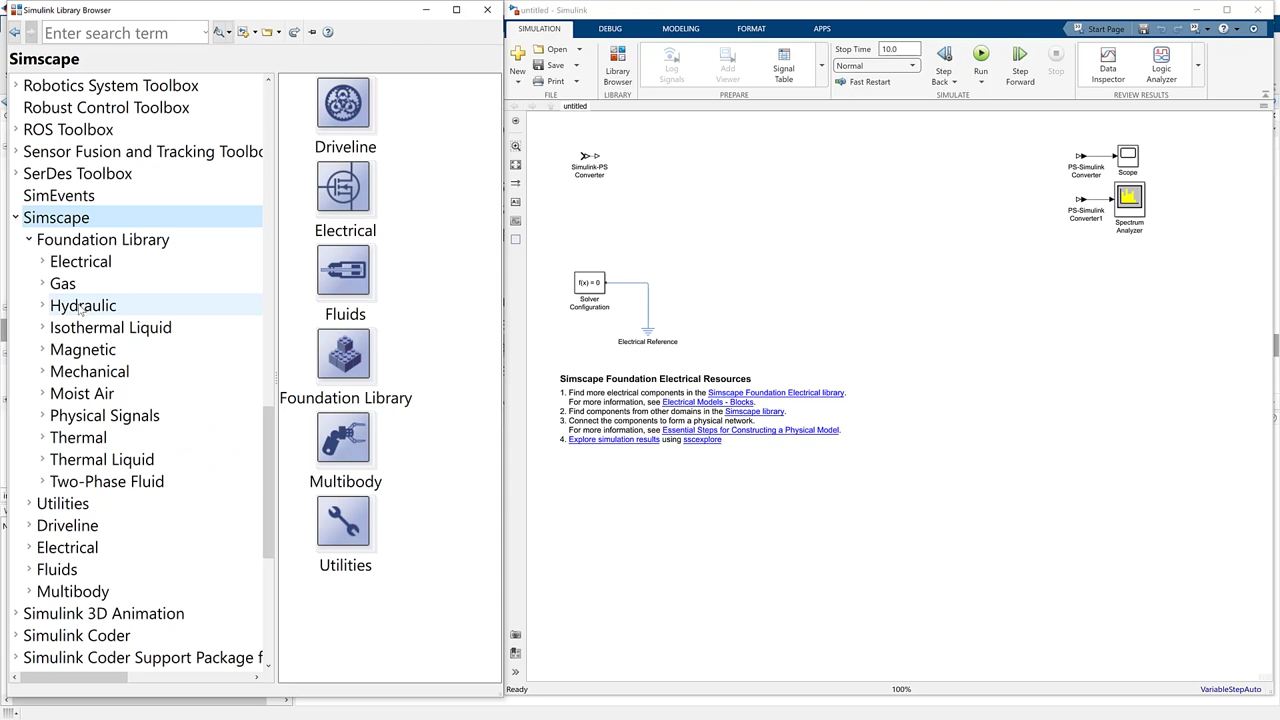 Simulink Library Browser
Enter search term
Simscape
Robotics System Toolbox
Robust Control Toolbox
ROS Toolbox
Sensor Fusion and Tracking Toolbo
SerDes Toolbox
SimEvents
Simscape
Foundation Library
Electrical
Gas
Hydraulic
Isothermal Liquid
Magnetic
Mechanical
Moist Air
Physical Signals
Thermal
Thermal Liquid
Two-Phase Fluid
Utilities
Driveline
Electrical
Fluids
Multibody
Simulink 3D Animation
Simulink Coder
Simulink Coder Support Package f
Driveline
Electrical
Fluids
Foundation Library
Multibody
Utilities
untitled - Simulink
SIMULATION DEBUG MODELING FORMAT APPS
Start Page
New
Open
Save
Print
FILE
Library
Browser
LIBRARY
Log
Signals
Add
Viewer
Signal
Table
PREPARE
Stop Time 10.0
Normal
Fast Restart
Step
Back
Run
Step
Forward
Stop
SIMULATE
Data
Inspector
Logic
Analyzer
REVIEW RESULTS
untitled
Simulink-PS
Converter
PS-Simulink
Converter
Scope
PS-Simulink
Converter1
Spectrum
Analyzer
f(x) = 0
Solver
Configuration
Electrical Reference
Simscape Foundation Electrical Resources
1. Find more electrical components in the Simscape Foundation Electrical library.
For more information, see Electrical Models - Blocks.
2. Find components from other domains in the Simscape library.
3. Connect the components to form a physical network.
For more information, see Essential Steps for Constructing a Physical Model.
4. Explore simulation results using sscexplore
Ready
100%
VariableStepAuto